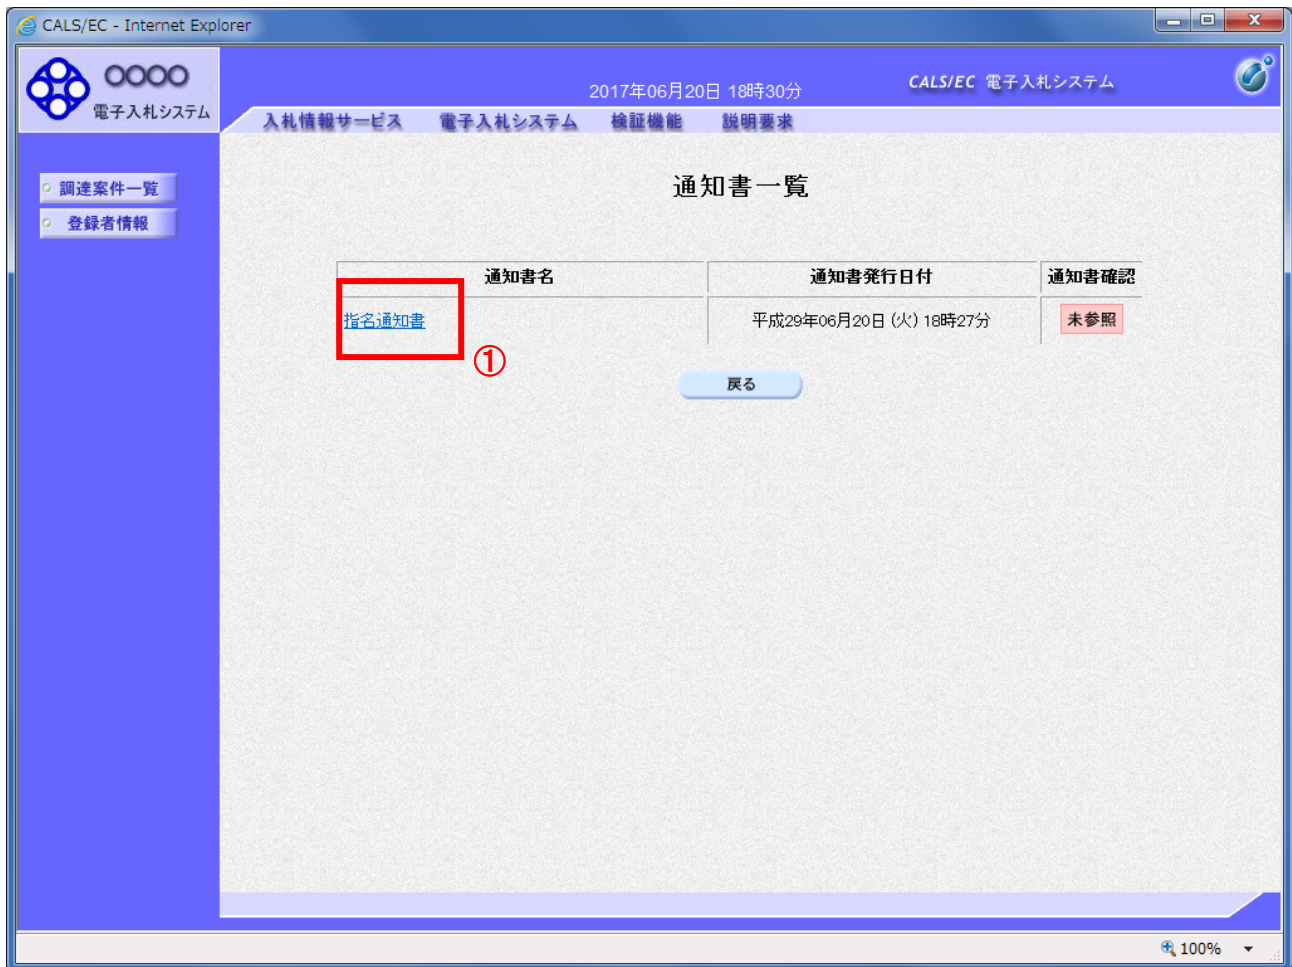 CALS/EC - Internet Explorer
〇〇〇〇
電子入札システム
2017年06月20日 18時30分
CALS/EC 電子入札システム
入札情報サービス 電子入札システム 検証機能 説明要求
調達案件一覧
登録者情報
通知書一覧
通知書名 通知書発行日付 通知書確認
指名通知書 平成29年06月20日 (火) 18時27分 未参照
①
戻る
100%